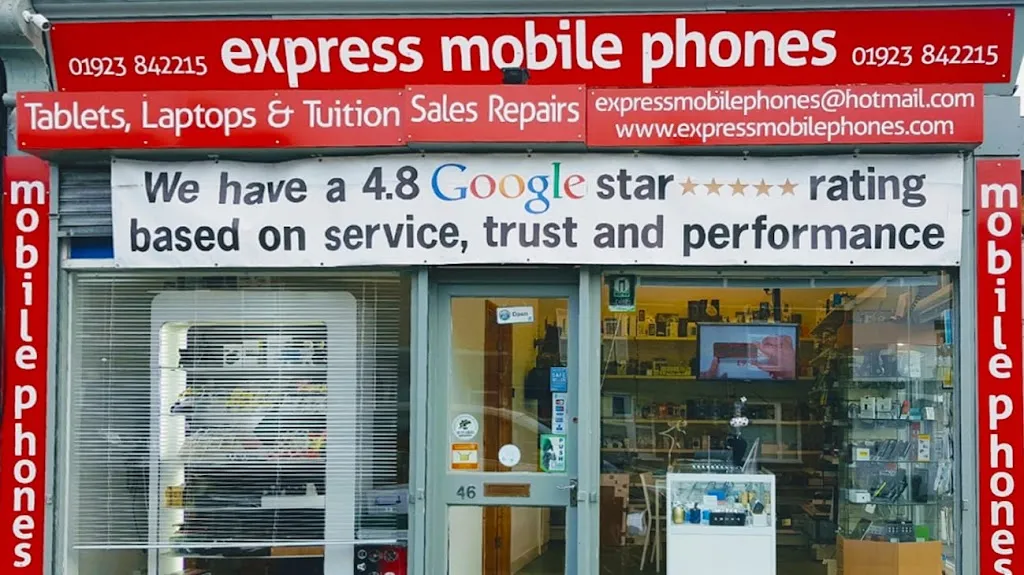 01923 842215 express mobile phones 01923 842215
Tablets, Laptops & Tuition Sales Repairs
expressmobilephones@hotmail.com
www.expressmobilephones.com
We have a 4.8 Google star rating
based on service, trust and performance
mobile phones
mobile phones
Open
PUSH
46